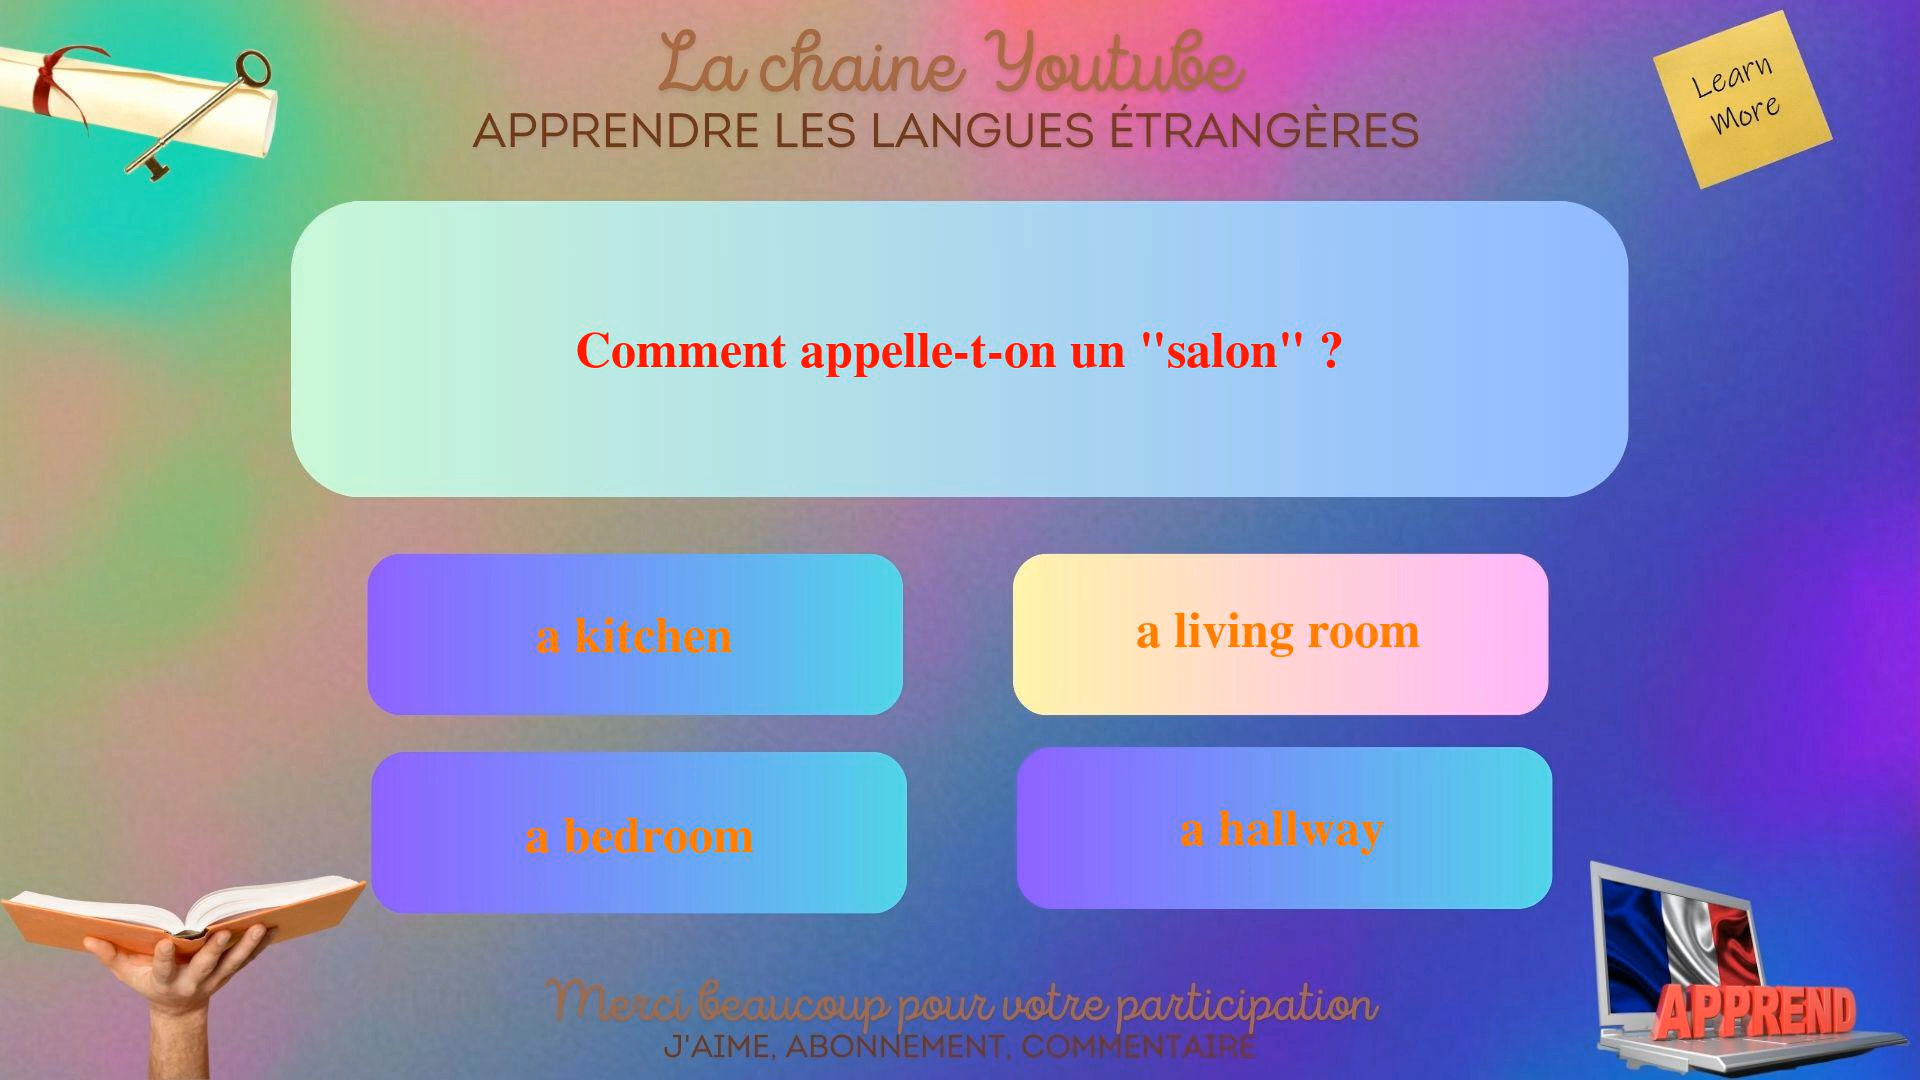 La chaine Youtube
APPRENDRE LES LANGUES ÉTRANGÈRES
Learn
More
Comment appelle-t-on un "salon" ?
a kitchen
a living room
a bedroom
a hallway
Merci beaucoup pour votre participation
J'AIME, ABONNEMENT, COMMENTAIRE
APPREND